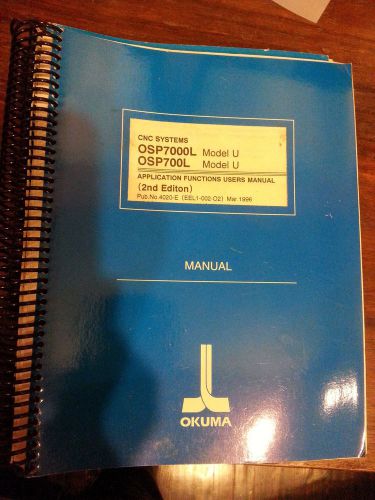 CNC SYSTEMS
OSP7000L Model U
OSP700L Model U
APPLICATION FUNCTIONS USERS MANUAL
(2nd Editon)
Pub.No.4020-E (EEL1-002-O2) Mar 1996
MANUAL
OKUMA